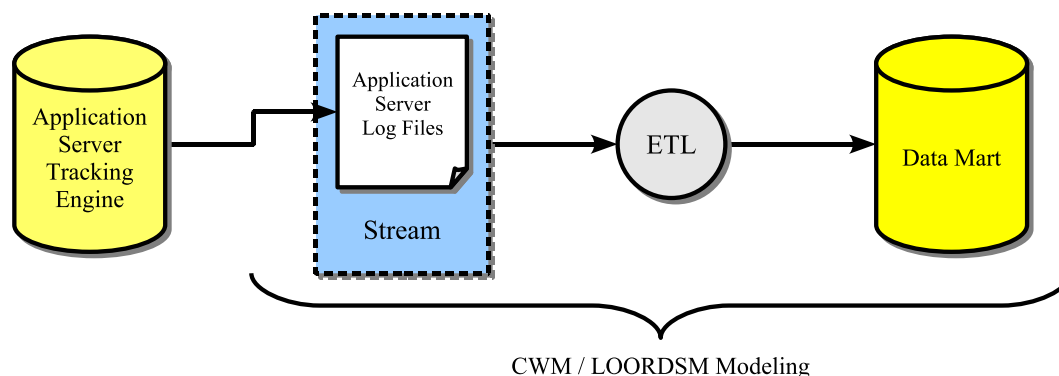 Application
Server
Tracking
Engine
Application
Server
Log Files
Stream
ETL
Data Mart
CWM / LOORDSM Modeling